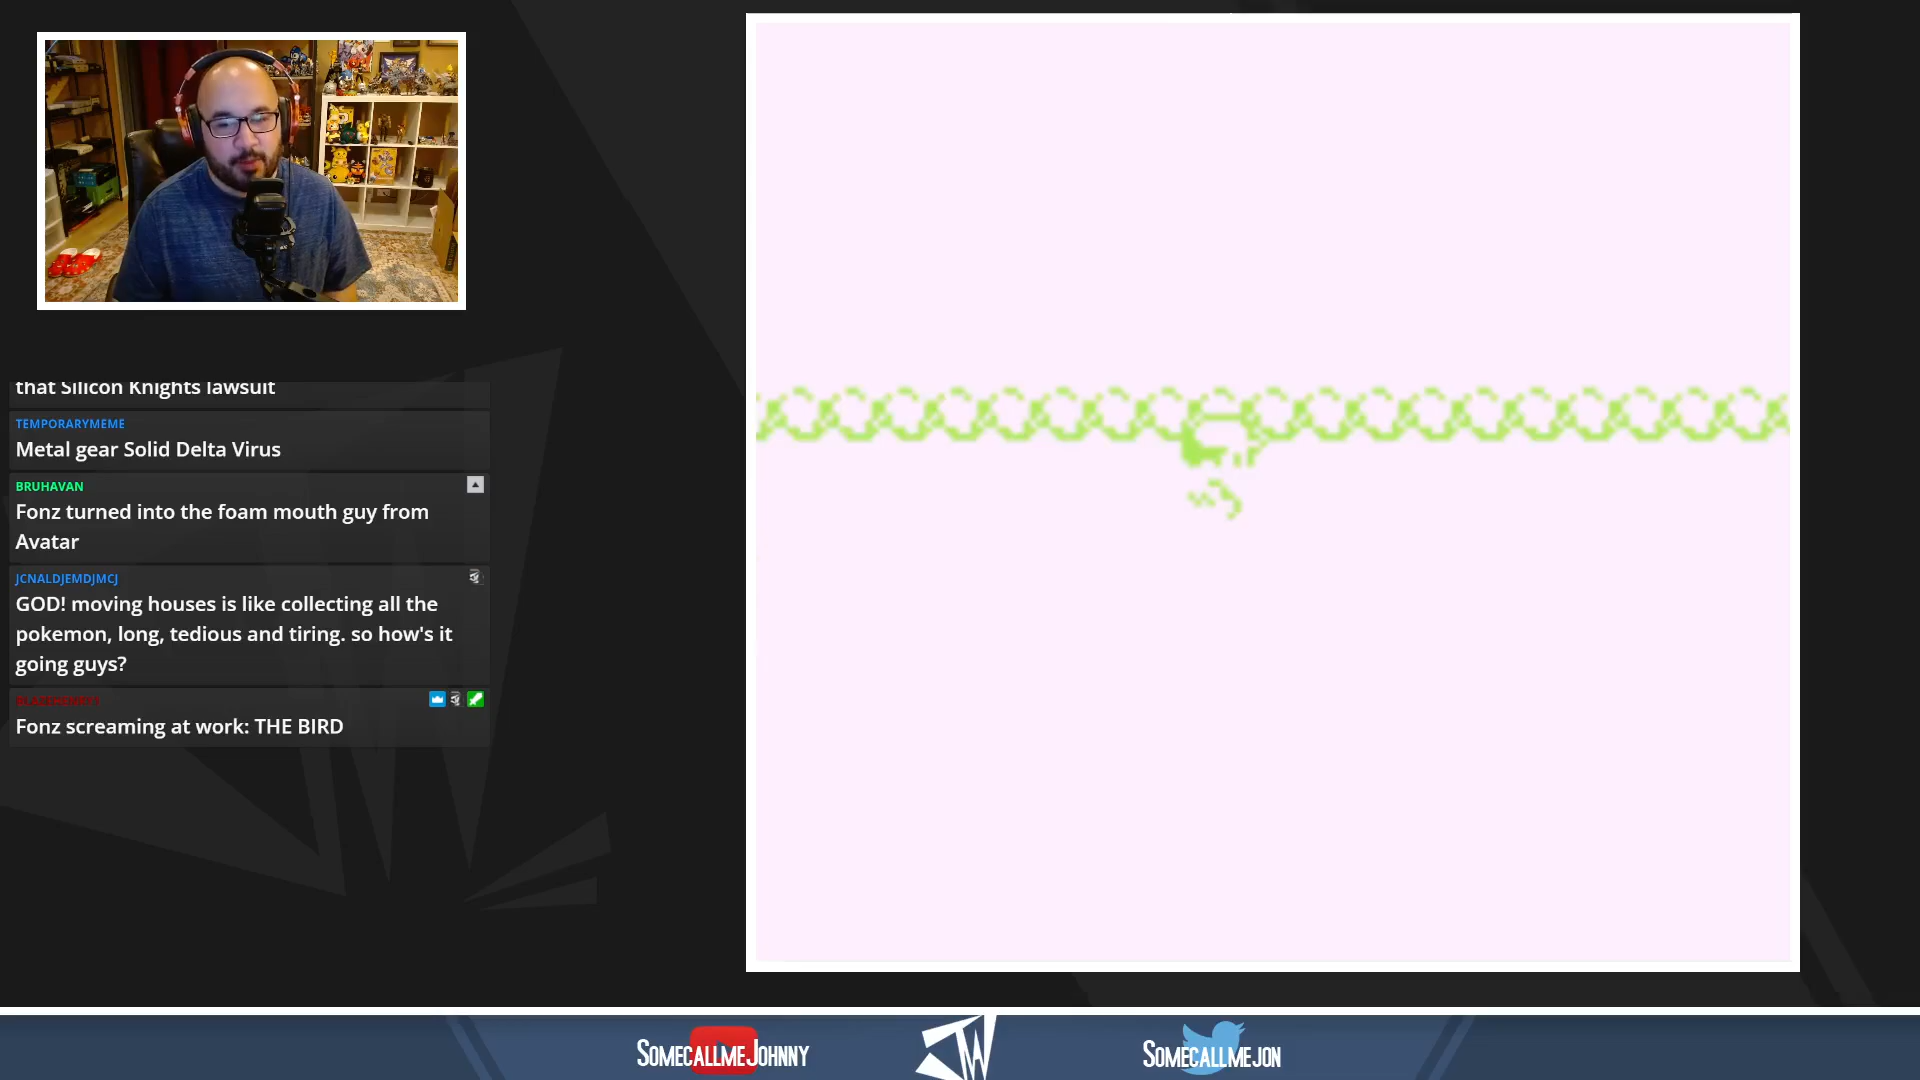 that Silicon Knights lawsuit
TEMPORARYMEME
Metal gear Solid Delta Virus
BRUHAVAN
Fonz turned into the foam mouth guy from
Avatar
JCNALDJEMDJMCJ
GOD! moving houses is like collecting all the
pokemon, long, tedious and tiring. so how's it
going guys?
Fonz screaming at work: THE BIRD
SOMECALLMEJOHNNY
SOMECALLMEJON